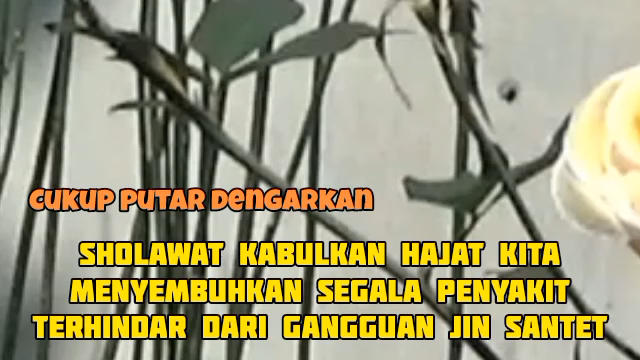 CUKUP PUTAR DENGARKAN
SHOLAWAT KABULKAN HAJAT KITA
MENYEMBUHKAN SEGALA PENYAKIT
TERHINDAR DARI GANGGUAN JIN SANTET